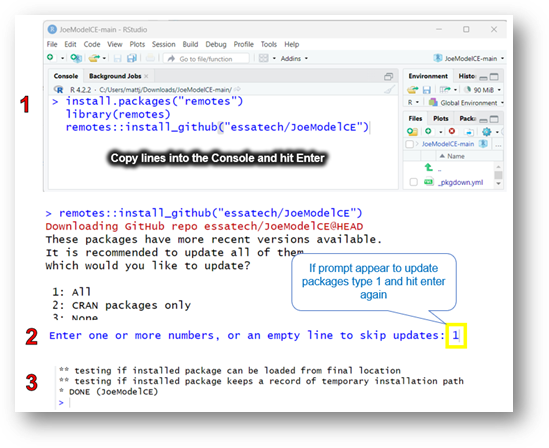 JoeModelCE-main - RStudio
File Edit Code View Plots Session Build Debug Profile Tools Help
Go to file/function Addins JoeModelCE-main
Console Background Jobs
Environment Histo
R 4.2.2 · C:/Users/mattj/Downloads/JoeModelCE-main/
90 MiB
R Global Environment
1
> install.packages("remotes")
library(remotes)
remotes::install_github("essatech/JoeModelCE")
Copy lines into the Console and hit Enter
Files Plots Packa
JoeModelCE-main
Name
..
_pkgdown.yml
> remotes::install_github("essatech/JoeModelCE")
Downloading GitHub repo essatech/JoeModelCE@HEAD
These packages have more recent versions available.
It is recommended to update all of them.
Which would you like to update?
1: All
2: CRAN packages only
3: None
If prompt appear to update
packages type 1 and hit enter
again
2
Enter one or more numbers, or an empty line to skip updates: 1
3
** testing if installed package can be loaded from final location
** testing if installed package keeps a record of temporary installation path
* DONE (JoeModelCE)
>